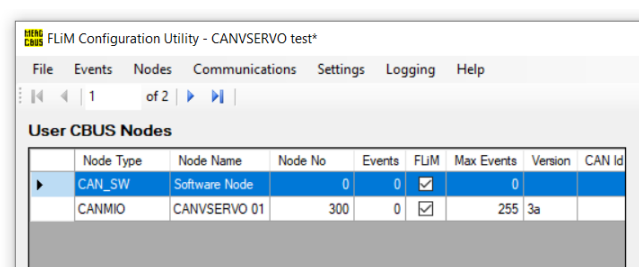 MERG
CBUS
FLiM Configuration Utility - CANVSERVO test*
File Events Nodes Communications Settings Logging Help
1 of 2
User CBUS Nodes
Node Type Node Name Node No Events FLiM Max Events Version CAN Id
CAN_SW Software Node 0 0 0
CANMIO CANVSERVO 01 300 0 255 3a